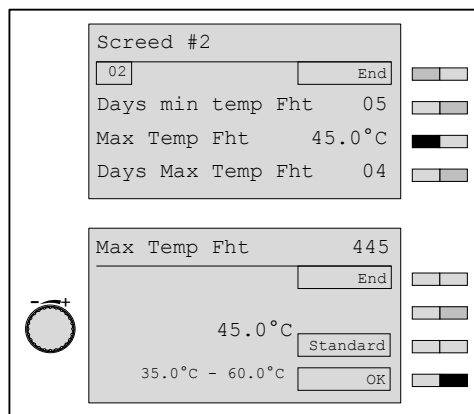 Screed #2
02 End
Days min temp Fht 05
Max Temp Fht 45.0°C
Days Max Temp Fht 04
Max Temp Fht 445
End
- +
45.0°C
Standard
35.0°C - 60.0°C OK